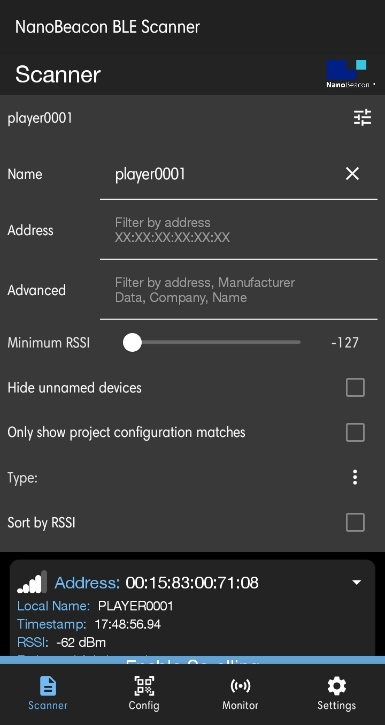 NanoBeacon BLE Scanner
Scanner
NanoBeacon
player0001
Name
player0001
Address
Filter by address
XX:XX:XX:XX:XX:XX
Advanced
Filter by address, Manufacturer
Data, Company, Name
Minimum RSSI
-127
Hide unnamed devices
Only show project configuration matches
Type:
Sort by RSSI
Address: 00:15:83:00:71:08
Local Name: PLAYER0001
Timestamp: 17:48:56.94
RSSI: -62 dBm
Scanner
Config
Monitor
Settings